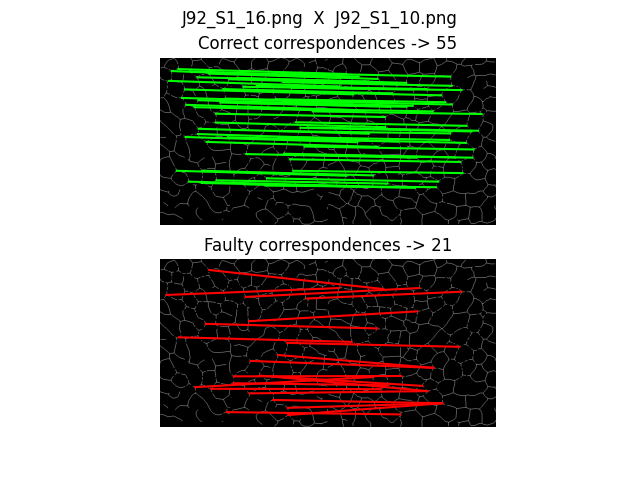 J92_S1_16.png  X  J92_S1_10.png
Correct correspondences -> 55
Faulty correspondences -> 21